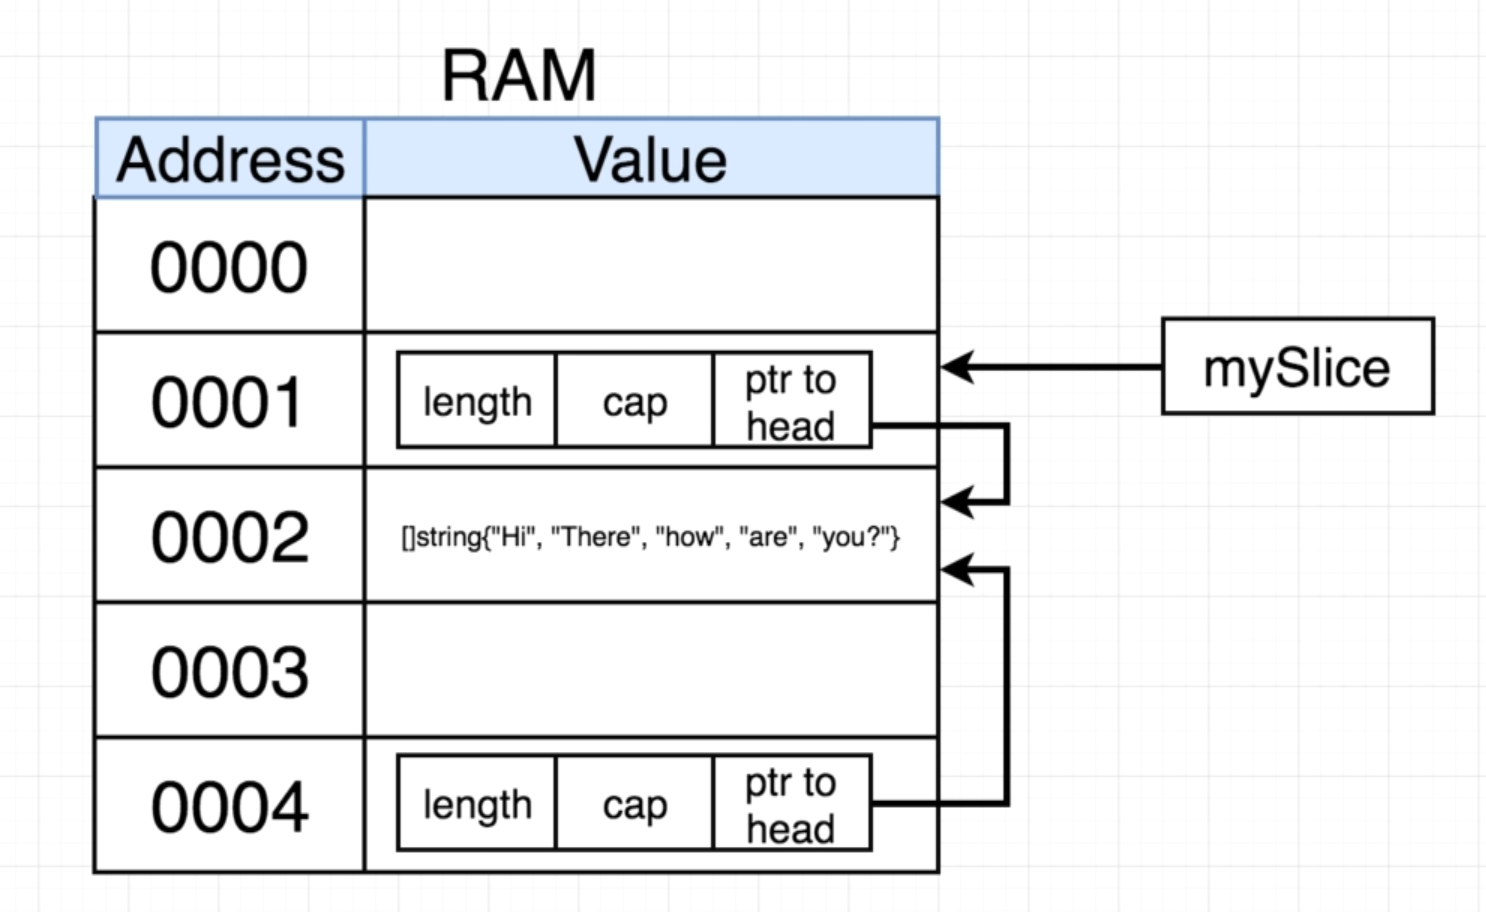 RAM
Address Value
0000
0001
length cap ptr to
head
mySlice
0002
[]string{"Hi", "There", "how", "are", "you?"}
0003
0004
length cap ptr to
head